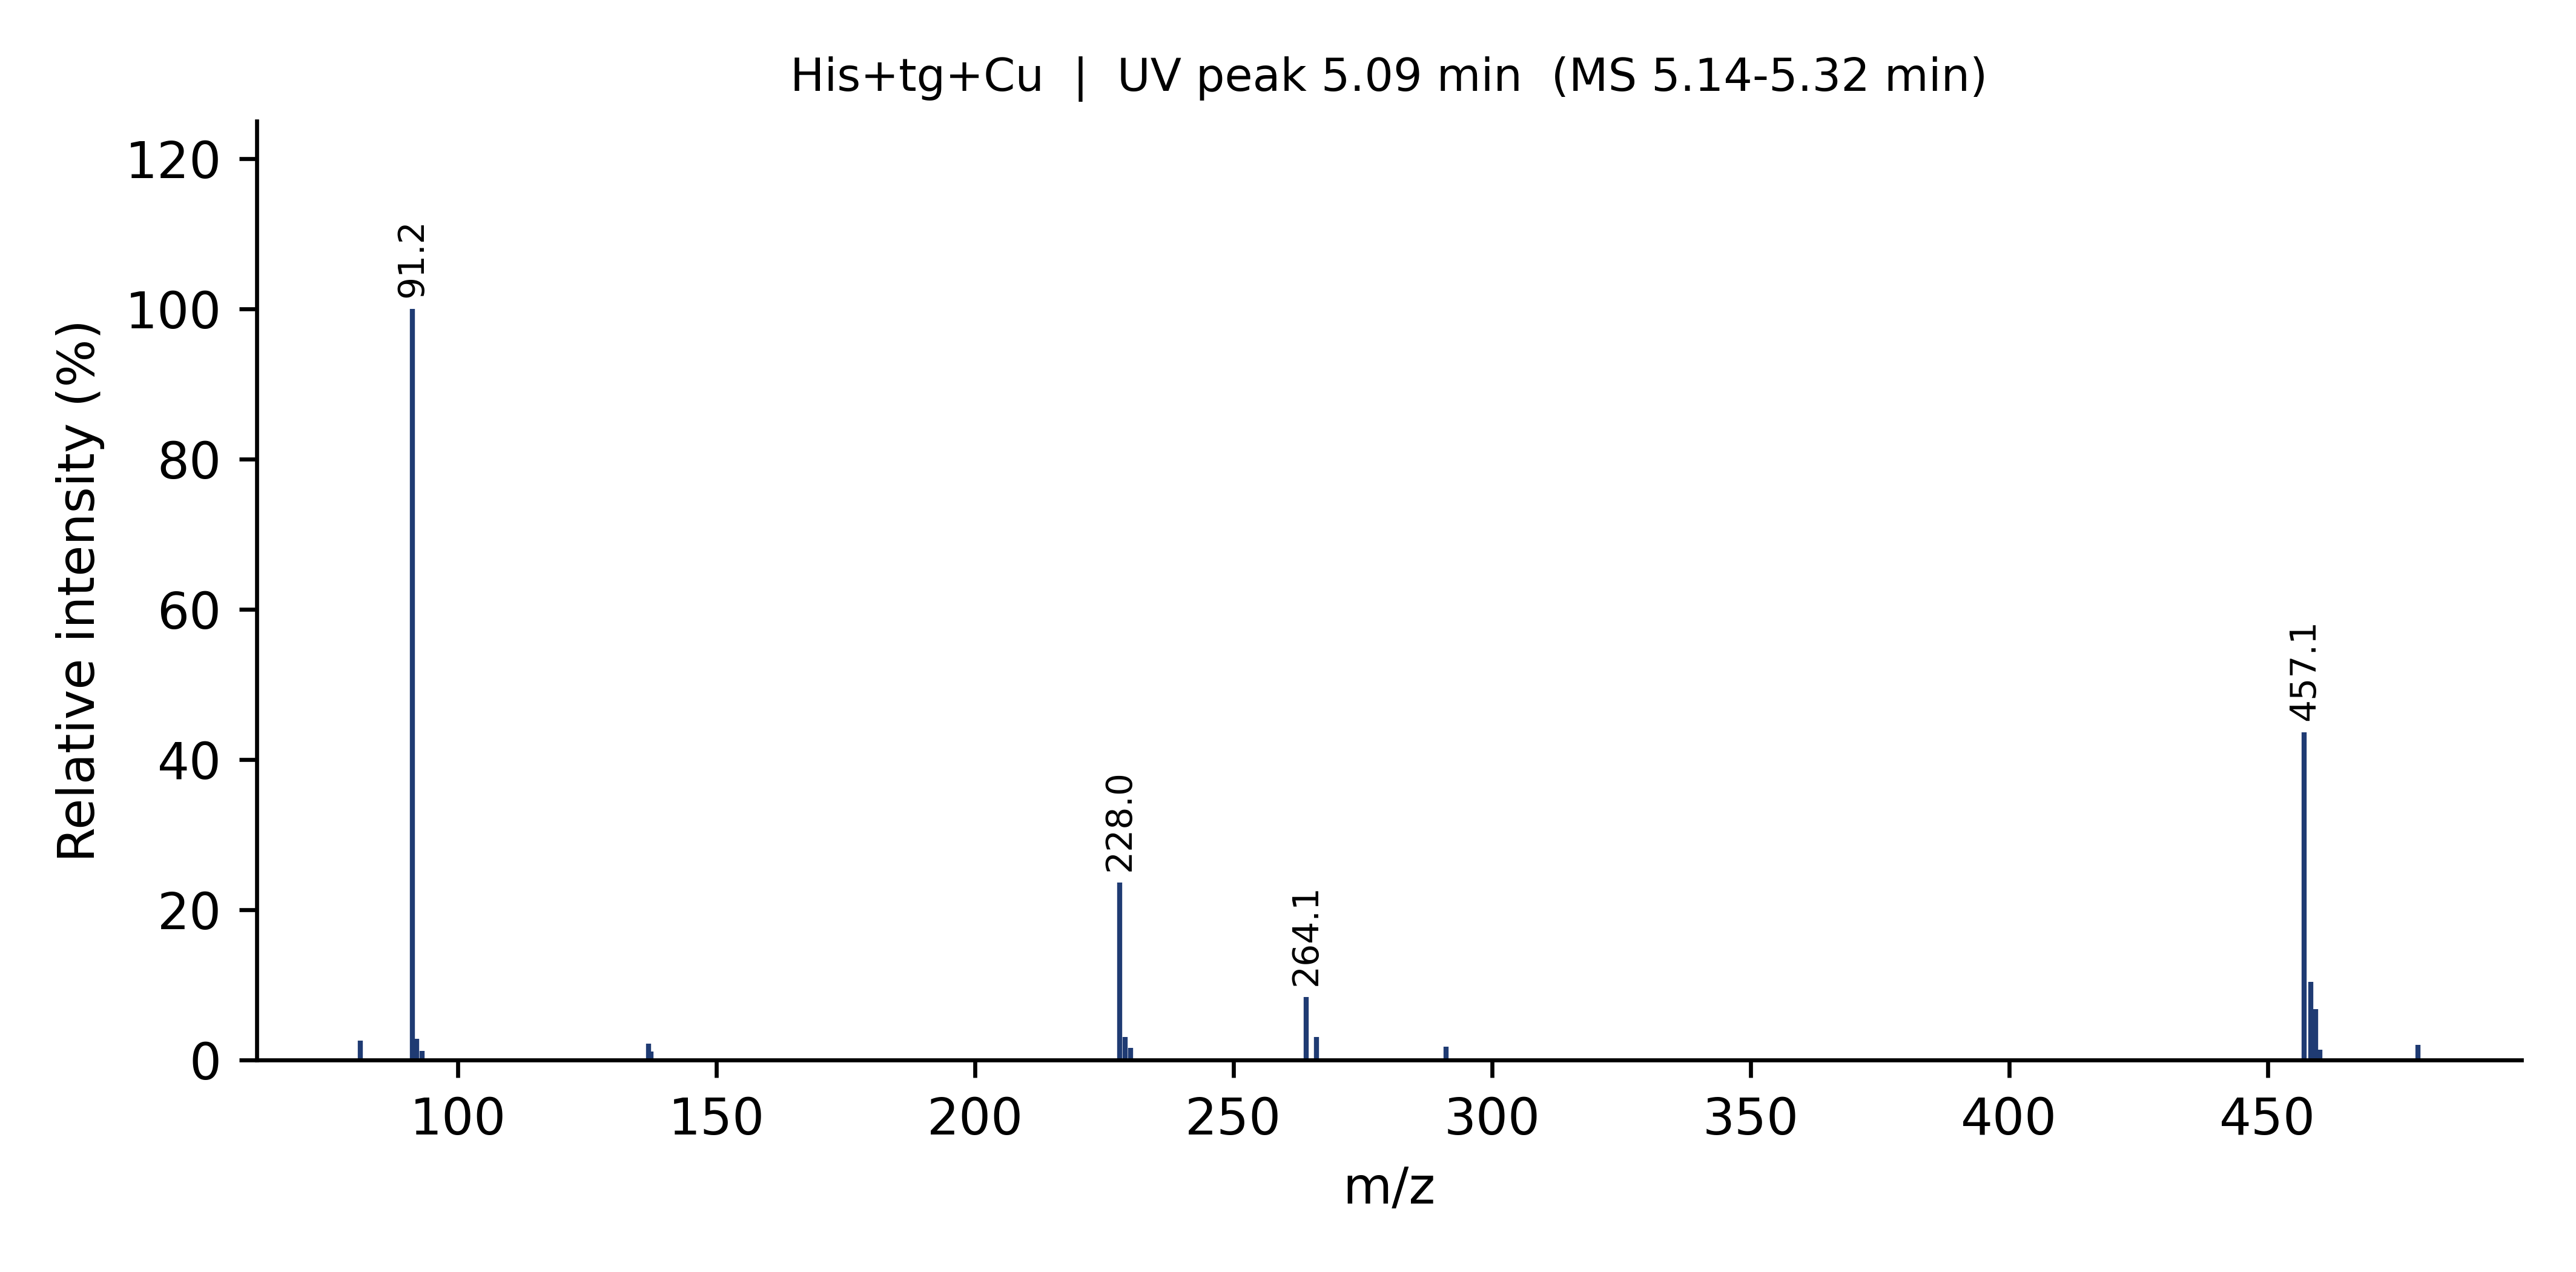 His+tg+Cu | UV peak 5.09 min (MS 5.14-5.32 min)
Relative intensity (%)
120
100
80
60
40
20
0
91.2
228.0
264.1
457.1
100 150 200 250 300 350 400 450
m/z